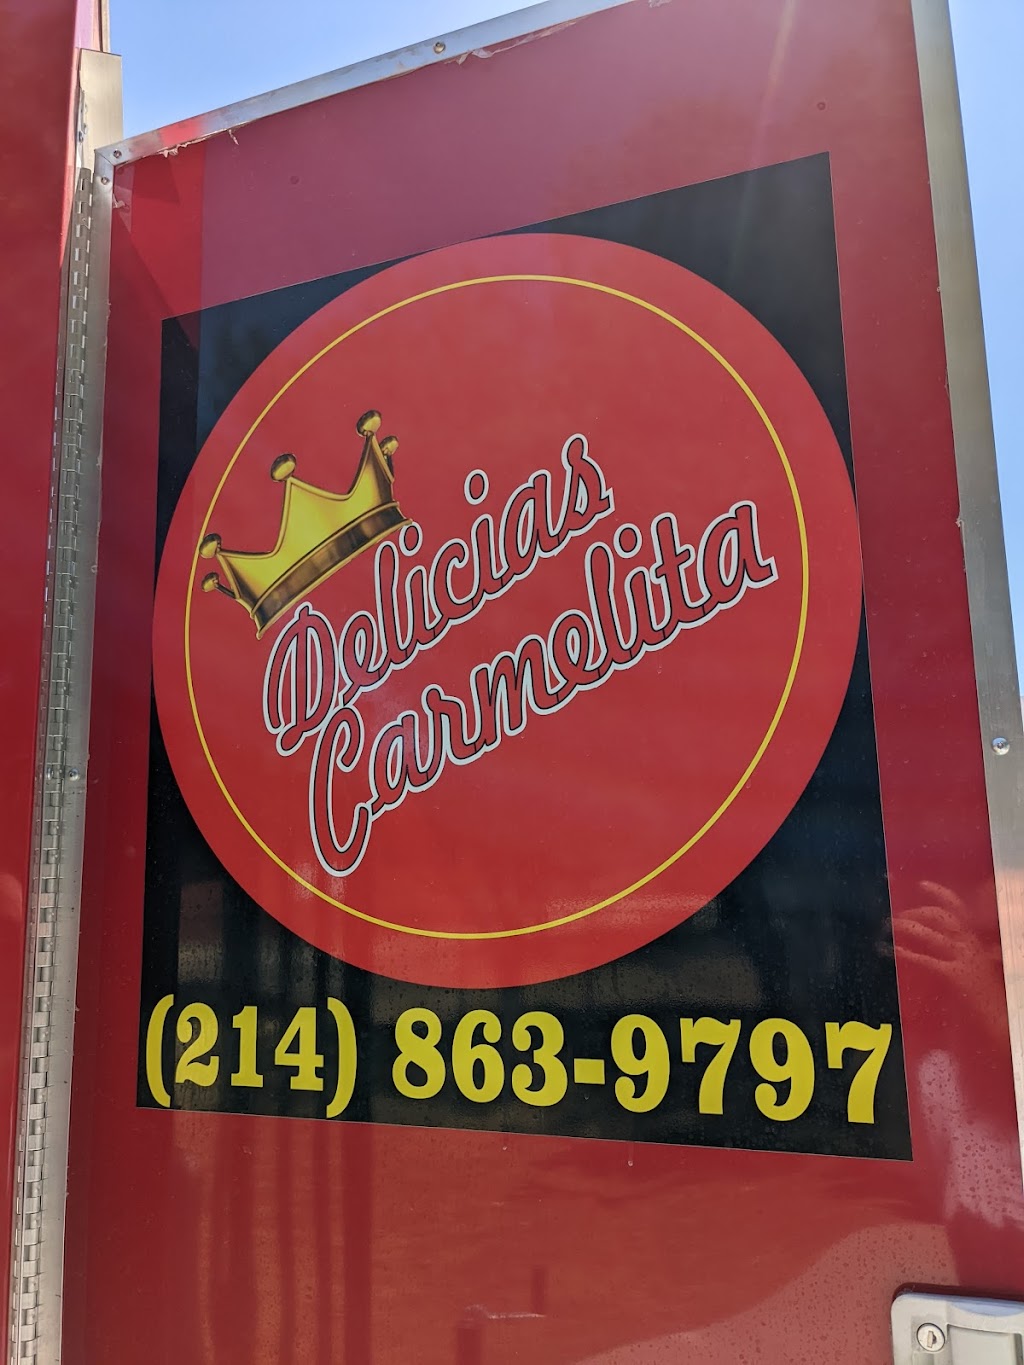 Delicias
Carmelita
(214) 863-9797